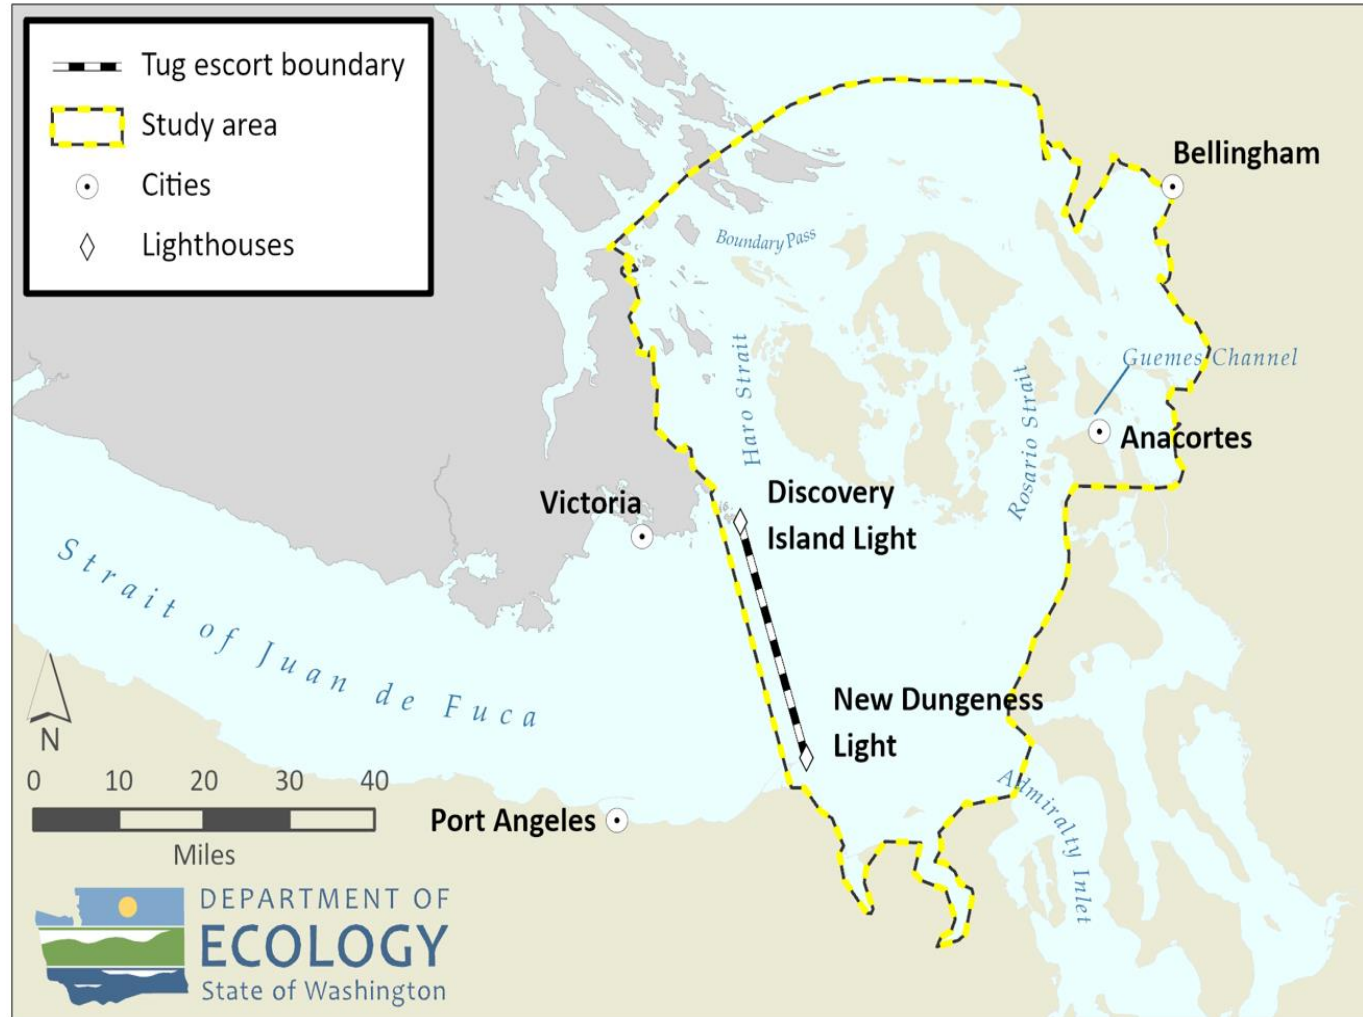 Tug escort boundary
Study area
Cities
Lighthouses
Bellingham
Boundary Pass
Haro Strait
Guemes Channel
Rosario Strait
Anacortes
Victoria
Discovery
Island Light
Strait of Juan de Fuca
New Dungeness
Light
N
0 10 20 30 40
Miles
Port Angeles
Admiralty Inlet
DEPARTMENT OF
ECOLOGY
State of Washington